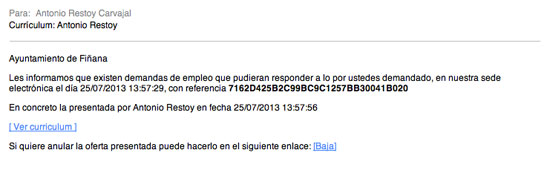 Para: Antonio Restoy Carvajal
Currículum: Antonio Restoy
Ayuntamiento de Fiñana
Les informamos que existen demandas de empleo que pudieran responder a lo por ustedes demandado, en nuestra sede
electrónica el día 25/07/2013 13:57:29, con referencia 7162D425B2C99BC9C1257BB30041B020
En concreto la presentada por Antonio Restoy en fecha 25/07/2013 13:57:56
[ Ver curriculum ]
Si quiere anular la oferta presentada puede hacerlo en el siguiente enlace: [Baja]